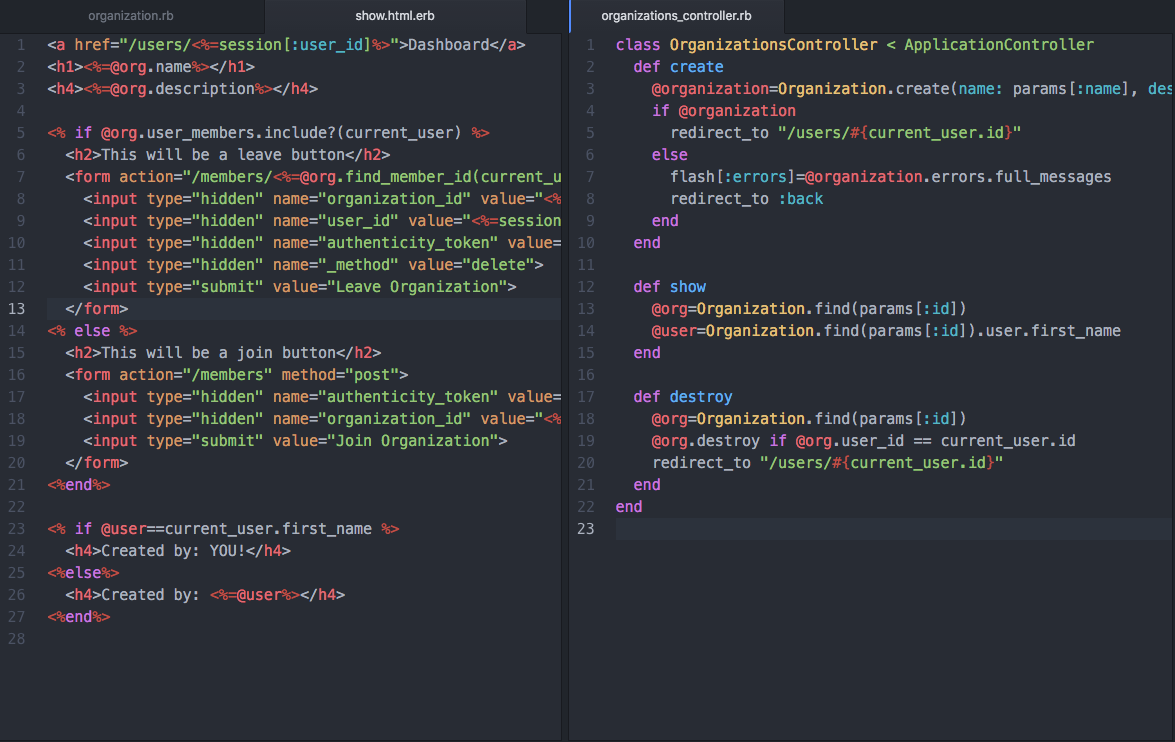 organization.rb
show.html.erb
1 <a href="/users/<%=session[:user_id]%>">Dashboard</a>
2 <h1><%=@org.name%></h1>
3 <h4><%=@org.description%></h4>
4
5 <% if @org.user_members.include?(current_user) %>
6   <h2>This will be a leave button</h2>
7   <form action="/members/<%=@org.find_member_id(current_u
8     <input type="hidden" name="organization_id" value="<%
9     <input type="hidden" name="user_id" value="<%=session
10     <input type="hidden" name="authenticity_token" value=
11     <input type="hidden" name="_method" value="delete">
12     <input type="submit" value="Leave Organization">
13   </form>
14 <% else %>
15   <h2>This will be a join button</h2>
16   <form action="/members" method="post">
17     <input type="hidden" name="authenticity_token" value=
18     <input type="hidden" name="organization_id" value="<%
19     <input type="submit" value="Join Organization">
20   </form>
21 <%end%>
22
23 <% if @user==current_user.first_name %>
24   <h4>Created by: YOU!</h4>
25 <%else%>
26   <h4>Created by: <%=@user%></h4>
27 <%end%>
28
organizations_controller.rb
1 class OrganizationsController < ApplicationController
2   def create
3     @organization=Organization.create(name: params[:name], des
4     if @organization
5       redirect_to "/users/#{current_user.id}"
6     else
7       flash[:errors]=@organization.errors.full_messages
8       redirect_to :back
9     end
10   end
11
12   def show
13     @org=Organization.find(params[:id])
14     @user=Organization.find(params[:id]).user.first_name
15   end
16
17   def destroy
18     @org=Organization.find(params[:id])
19     @org.destroy if @org.user_id == current_user.id
20     redirect_to "/users/#{current_user.id}"
21   end
22 end
23